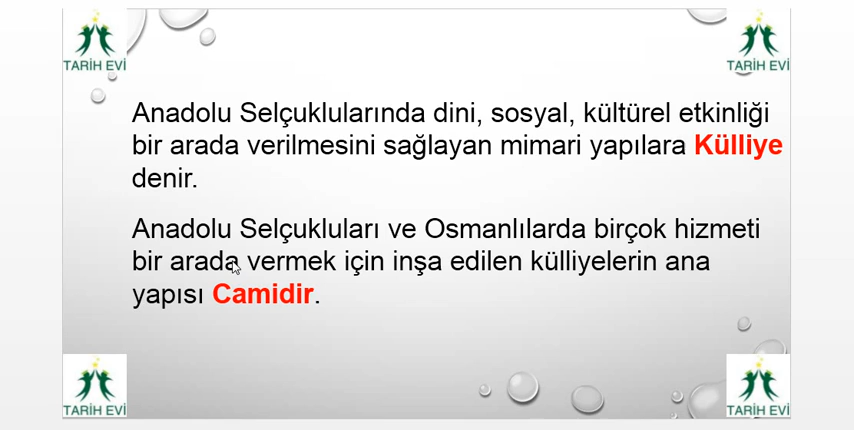 TARİH EVİ
TARİH EVİ
Anadolu Selçuklularında dini, sosyal, kültürel etkinliği
bir arada verilmesini sağlayan mimari yapılara Külliye
denir.
Anadolu Selçukluları ve Osmanlılarda birçok hizmeti
bir arada vermek için inşa edilen külliyelerin ana
yapısı Camidir.
TARİH EVİ
TARİH EVİ